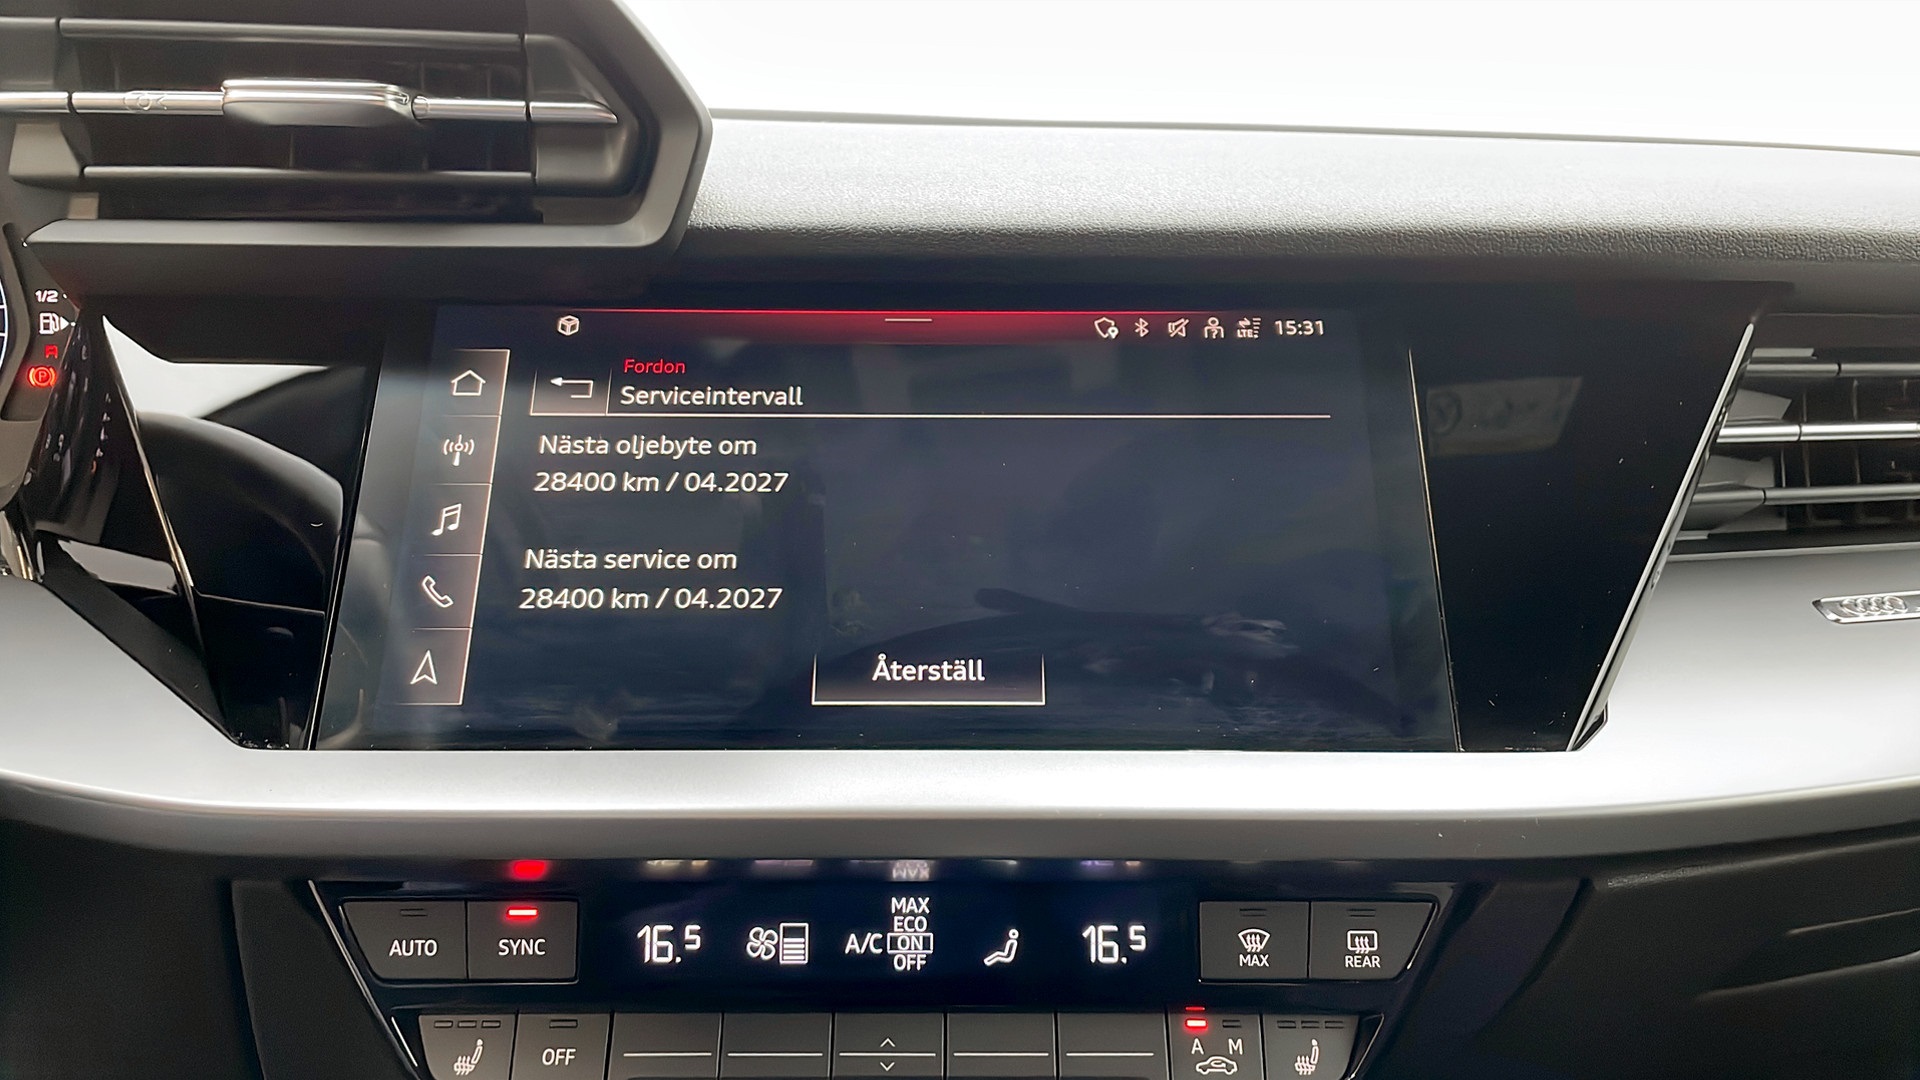 1/2
15:31
LTE
Fordon
Serviceintervall
Nästa oljebyte om
28400 km / 04.2027
Nästa service om
28400 km / 04.2027
Återställ
AUTO
SYNC
16.5
A/C
MAX
ECO
ON
OFF
16.5
MAX
REAR
OFF
A M